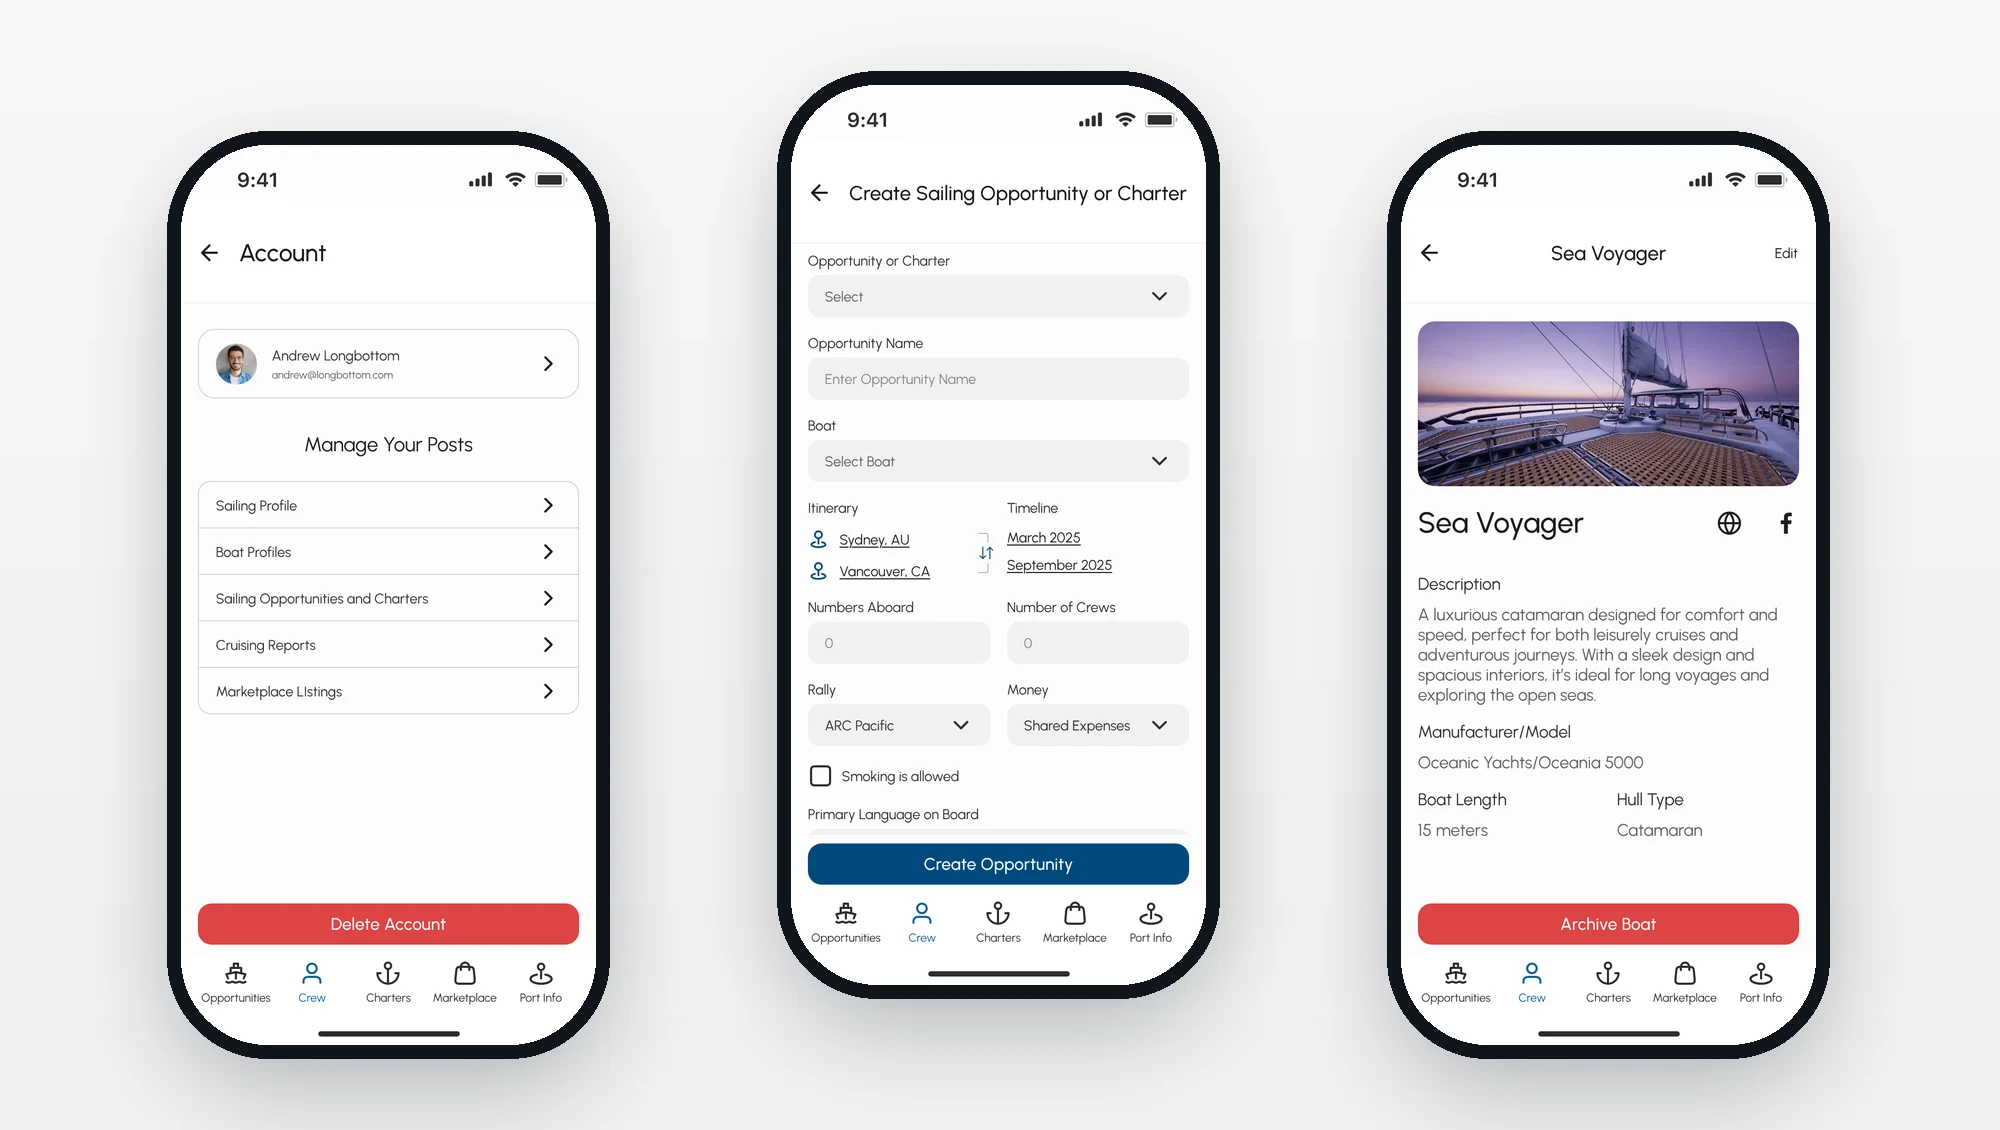 9:41
Account
Andrew Longbottom
andrew@longbottom.com
Manage Your Posts
Sailing Profile
Boat Profiles
Sailing Opportunities and Charters
Cruising Reports
Marketplace LIstings
Delete Account
Opportunities Crew Charters Marketplace Port Info
9:41
Create Sailing Opportunity or Charter
Opportunity or Charter
Select
Opportunity Name
Enter Opportunity Name
Boat
Select Boat
Itinerary Timeline
Sydney, AU March 2025
Vancouver, CA September 2025
Numbers Aboard Number of Crews
0 0
Rally Money
ARC Pacific Shared Expenses
Smoking is allowed
Primary Language on Board
Create Opportunity
Opportunities Crew Charters Marketplace Port Info
9:41
Sea Voyager Edit
Sea Voyager
Description
A luxurious catamaran designed for comfort and
speed, perfect for both leisurely cruises and
adventurous journeys. With a sleek design and
spacious interiors, it's ideal for long voyages and
exploring the open seas.
Manufacturer/Model
Oceanic Yachts/Oceania 5000
Boat Length Hull Type
15 meters Catamaran
Archive Boat
Opportunities Crew Charters Marketplace Port Info